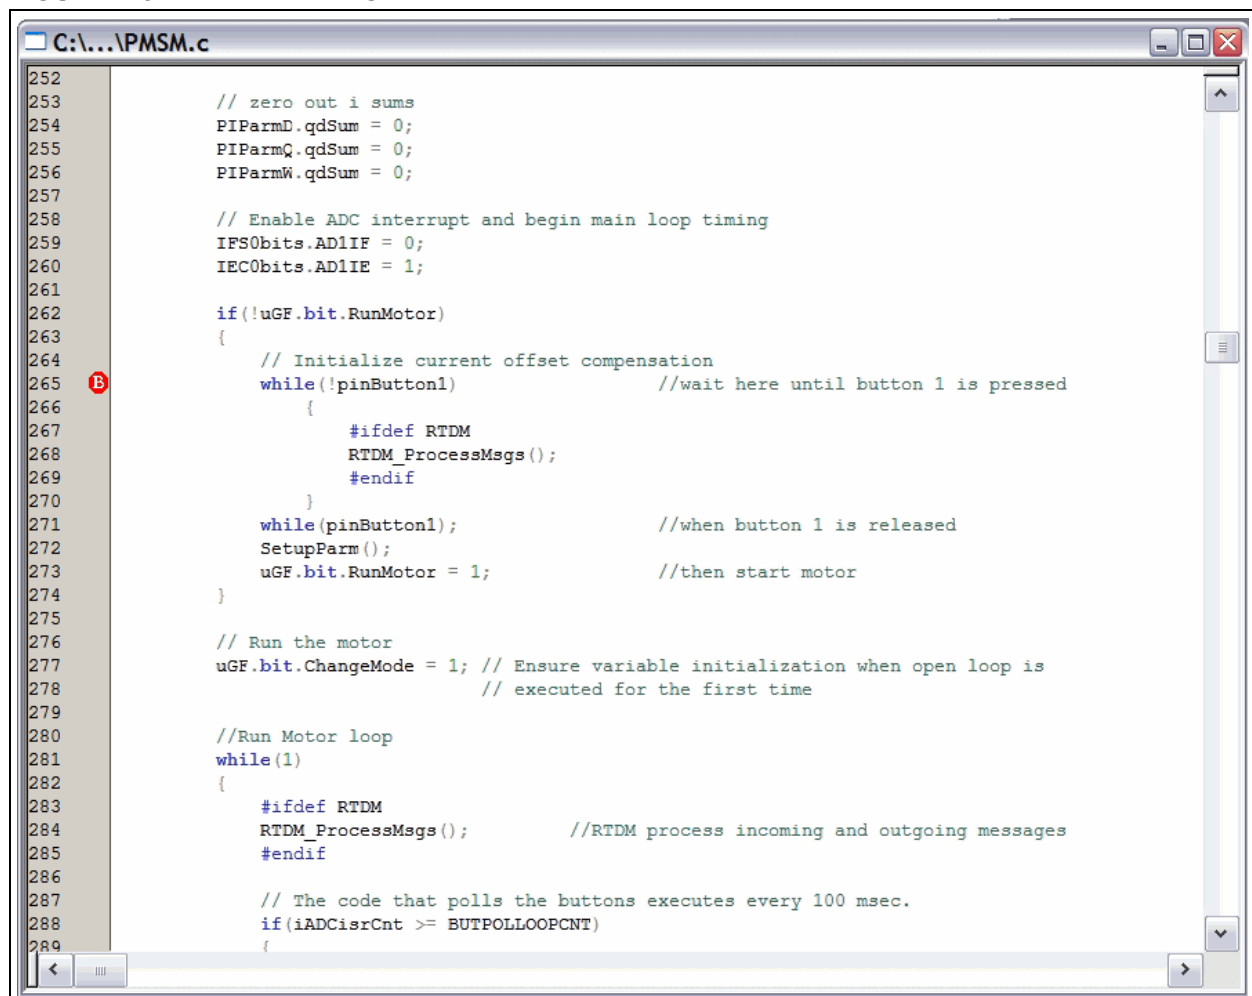 C:\...\PMSM.c
252
253 // zero out i sums
254 PIParmD.qdSum = 0;
255 PIParmQ.qdSum = 0;
256 PIParmW.qdSum = 0;
257
258 // Enable ADC interrupt and begin main loop timing
259 IFS0bits.AD1IF = 0;
260 IEC0bits.AD1IE = 1;
261
262 if(!uGF.bit.RunMotor)
263 {
264 // Initialize current offset compensation
265 B while(!pinButton1) //wait here until button 1 is pressed
266 {
267 #ifdef RTDM
268 RTDM_ProcessMsgs();
269 #endif
270 }
271 while(pinButton1); //when button 1 is released
272 SetupParm();
273 uGF.bit.RunMotor = 1; //then start motor
274 }
275
276 // Run the motor
277 uGF.bit.ChangeMode = 1; // Ensure variable initialization when open loop is
278 // executed for the first time
279
280 //Run Motor loop
281 while(1)
282 {
283 #ifdef RTDM
284 RTDM_ProcessMsgs(); //RTDM process incoming and outgoing messages
285 #endif
286
287 // The code that polls the buttons executes every 100 msec.
288 if(iADCisrCnt >= BUTPOLLOOPCNT)
289 {